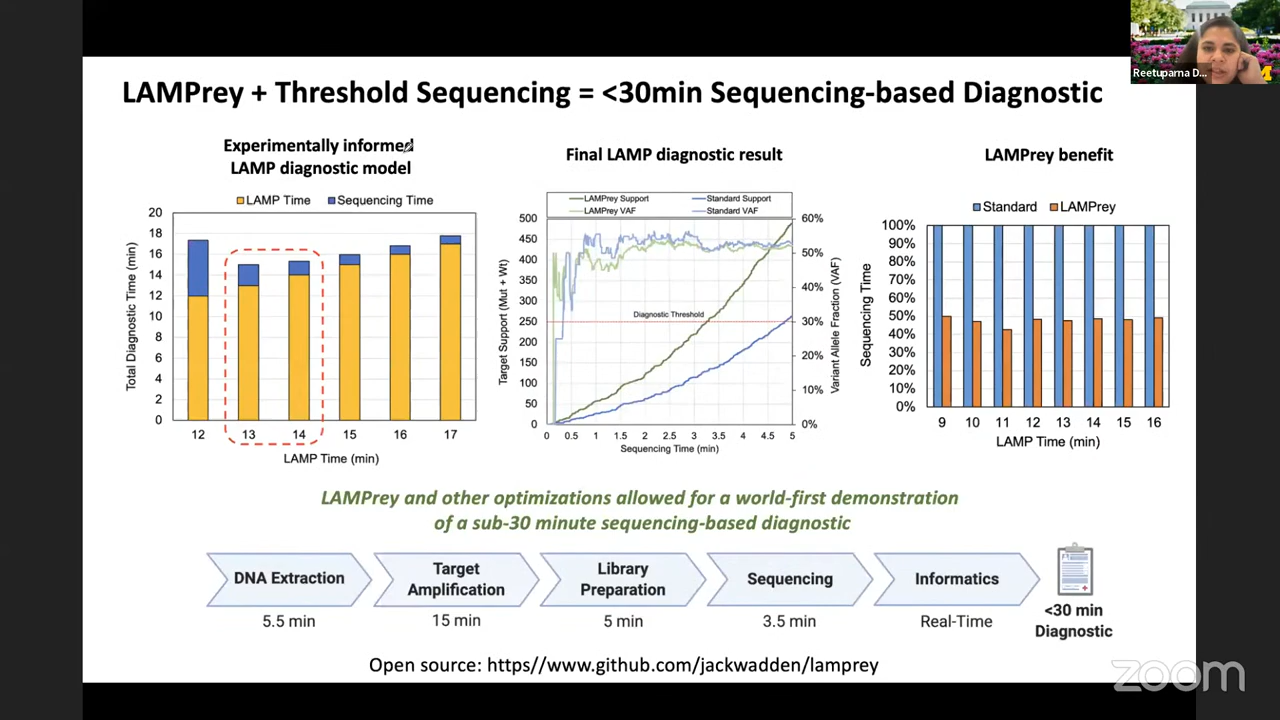 Reetuparna D...
LAMPrey + Threshold Sequencing = <30min Sequencing-based Diagnostic
Experimentally informed
LAMP diagnostic model
LAMP Time Sequencing Time
Total Diagnostic Time (min)
20
18
16
14
12
10
8
6
4
2
0
12 13 14 15 16 17
LAMP Time (min)
Final LAMP diagnostic result
LAMPrey Support Standard Support
LAMPrey VAF Standard VAF
Target Support (Mut + Wt)
500
450
400
350
300
250
200
150
100
50
0
Diagnostic Threshold
60%
50%
40%
30%
20%
10%
0%
Variant Allele Fraction (VAF)
0 0.5 1 1.5 2 2.5 3 3.5 4 4.5 5
Sequencing Time (min)
LAMPrey benefit
Standard LAMPrey
Sequencing Time
100%
90%
80%
70%
60%
50%
40%
30%
20%
10%
0%
9 10 11 12 13 14 15 16
LAMP Time (min)
LAMPrey and other optimizations allowed for a world-first demonstration
of a sub-30 minute sequencing-based diagnostic
DNA Extraction
5.5 min
Target
Amplification
15 min
Library
Preparation
5 min
Sequencing
3.5 min
Informatics
Real-Time
<30 min
Diagnostic
Open source: https//www.github.com/jackwadden/lamprey
zoom